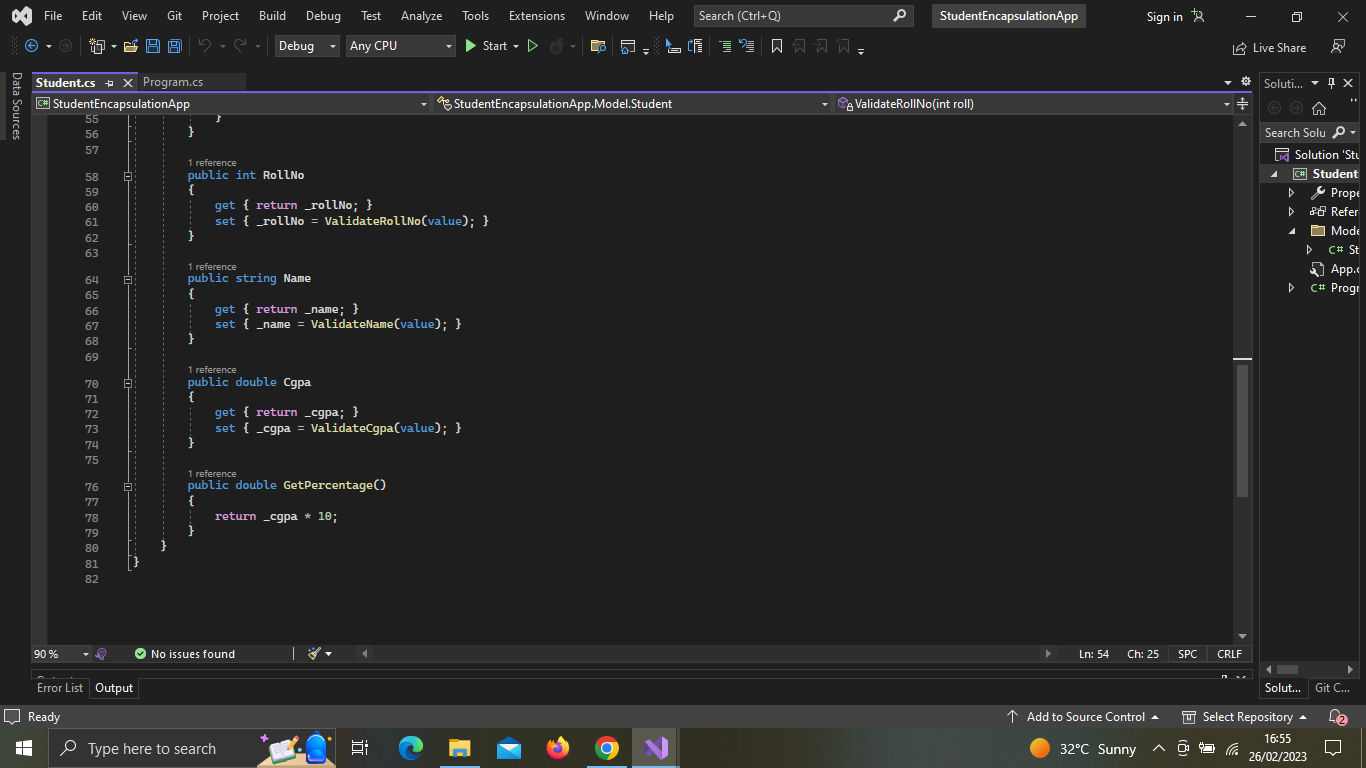 File Edit View Git Project Build Debug Test Analyze Tools Extensions Window Help Search (Ctrl+Q) StudentEncapsulationApp Sign in
Debug Any CPU Start Live Share
Data Sources
Student.cs Program.cs
Soluti...
StudentEncapsulationApp StudentEncapsulationApp.Model.Student ValidateRollNo(int roll)
Search Solu
Solution 'Stu
Student
Prope
Refer
Mode
C# St
App.c
C# Progr
55 }
56 }
57
1 reference
58 public int RollNo
59 {
60 get { return _rollNo; }
61 set { _rollNo = ValidateRollNo(value); }
62 }
63
1 reference
64 public string Name
65 {
66 get { return _name; }
67 set { _name = ValidateName(value); }
68 }
69
1 reference
70 public double Cgpa
71 {
72 get { return _cgpa; }
73 set { _cgpa = ValidateCgpa(value); }
74 }
75
1 reference
76 public double GetPercentage()
77 {
78 return _cgpa * 10;
79 }
80 }
81 }
82
90 % No issues found Ln: 54 Ch: 25 SPC CRLF
Error List Output
Solut... Git C...
Ready Add to Source Control Select Repository 2
Type here to search 32°C Sunny 16:55
26/02/2023